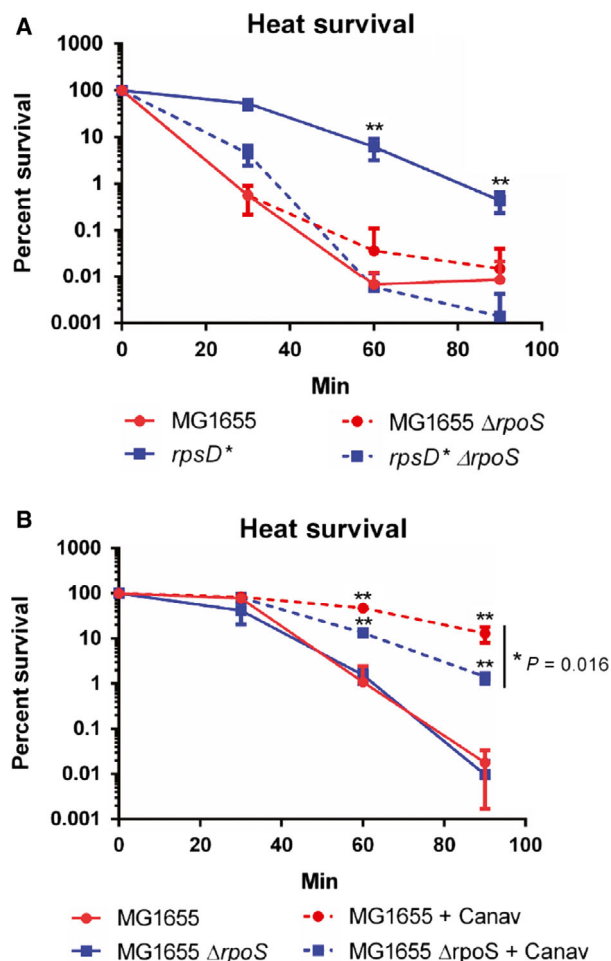 A
Heat survival
1000
100
10
1
0.1
0.01
0.001
Percent survival
**
**
0 20 40 60 80 100
Min
MG1655 MG1655 ΔrpoS
rpsD* rpsD* ΔrpoS
B
Heat survival
1000
100
10
1
0.1
0.01
0.001
Percent survival
**
**
**
**
* P = 0.016
0 20 40 60 80 100
Min
MG1655 MG1655 + Canav
MG1655 ΔrpoS MG1655 ΔrpoS + Canav